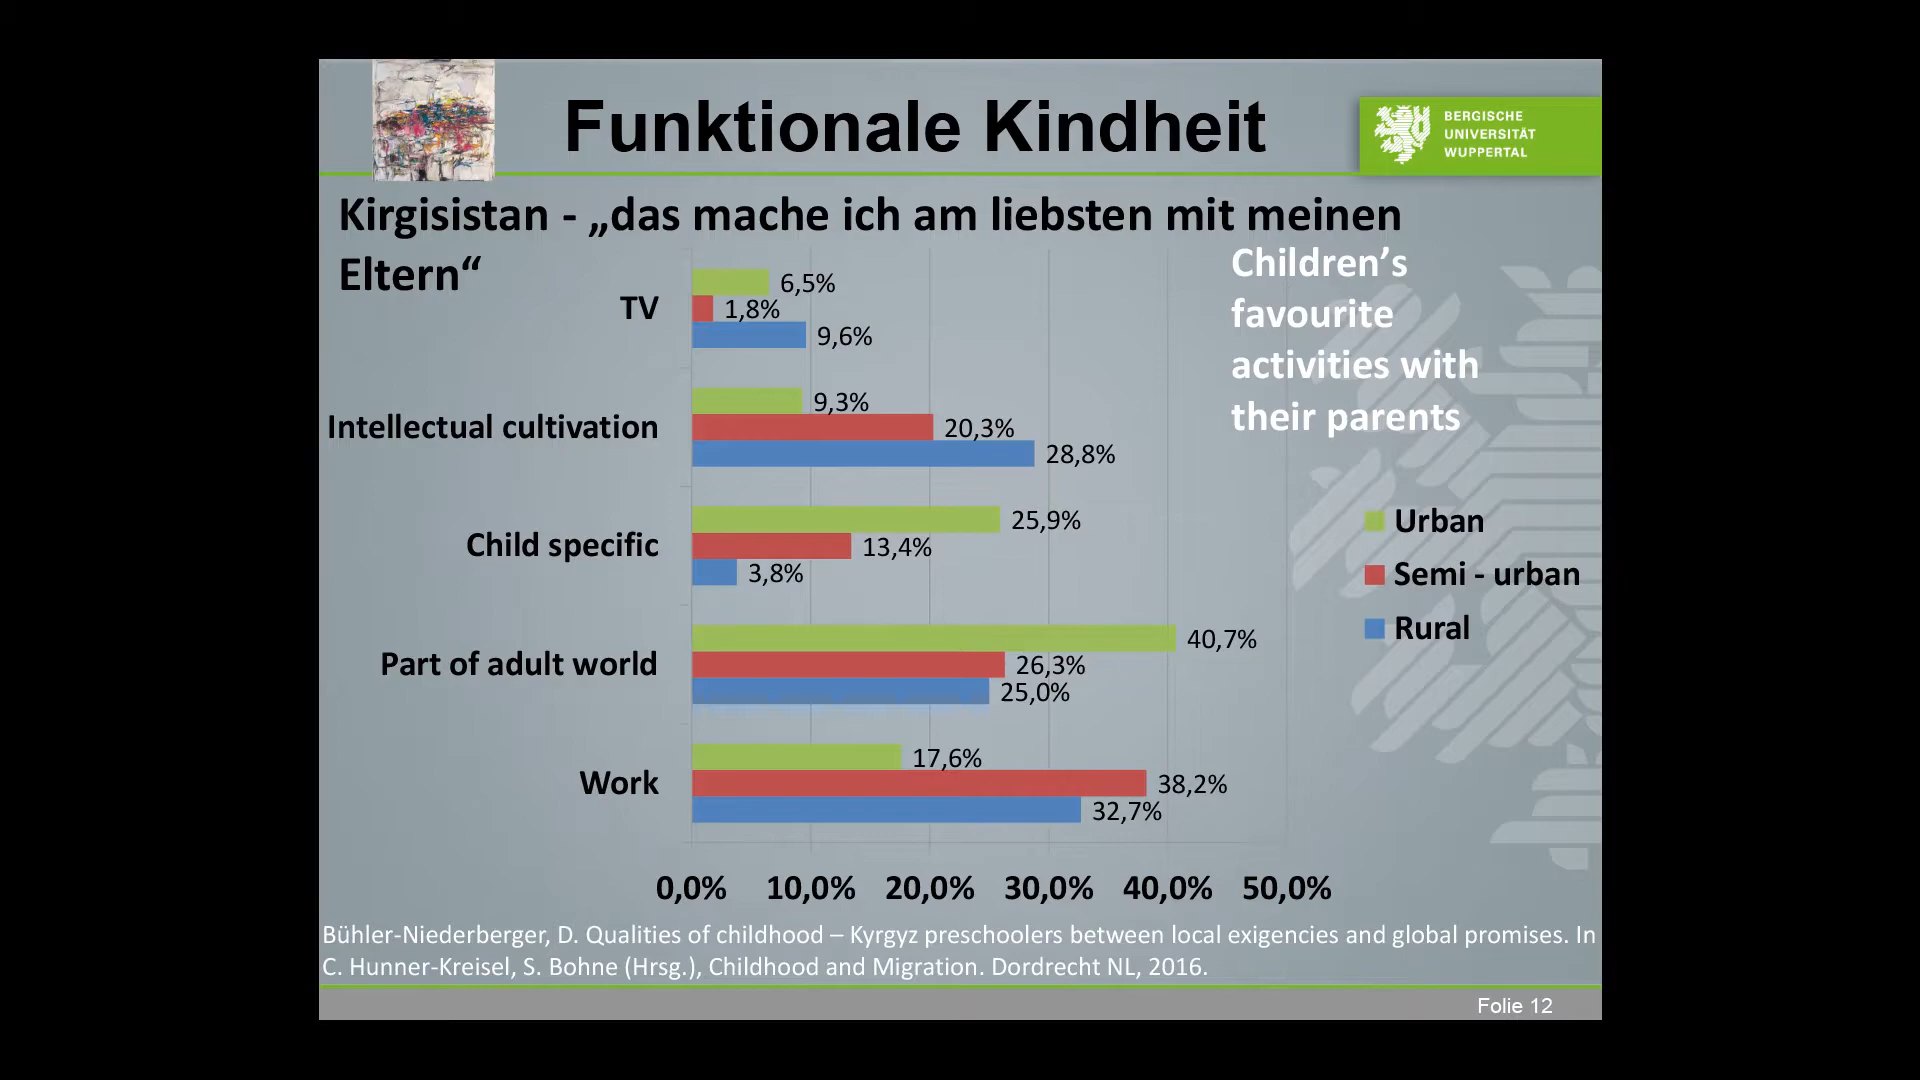 Funktionale Kindheit
BERGISCHE
UNIVERSITÄT
WUPPERTAL
Kirgisistan - „das mache ich am liebsten mit meinen
Eltern“
Children’s
favourite
activities with
their parents
TV
6,5%
1,8%
9,6%
Intellectual cultivation
9,3%
20,3%
28,8%
Child specific
25,9%
13,4%
3,8%
Part of adult world
40,7%
26,3%
25,0%
Work
17,6%
38,2%
32,7%
Urban
Semi - urban
Rural
0,0% 10,0% 20,0% 30,0% 40,0% 50,0%
Bühler-Niederberger, D. Qualities of childhood – Kyrgyz preschoolers between local exigencies and global promises. In
C. Hunner-Kreisel, S. Bohne (Hrsg.), Childhood and Migration. Dordrecht NL, 2016.
Folie 12